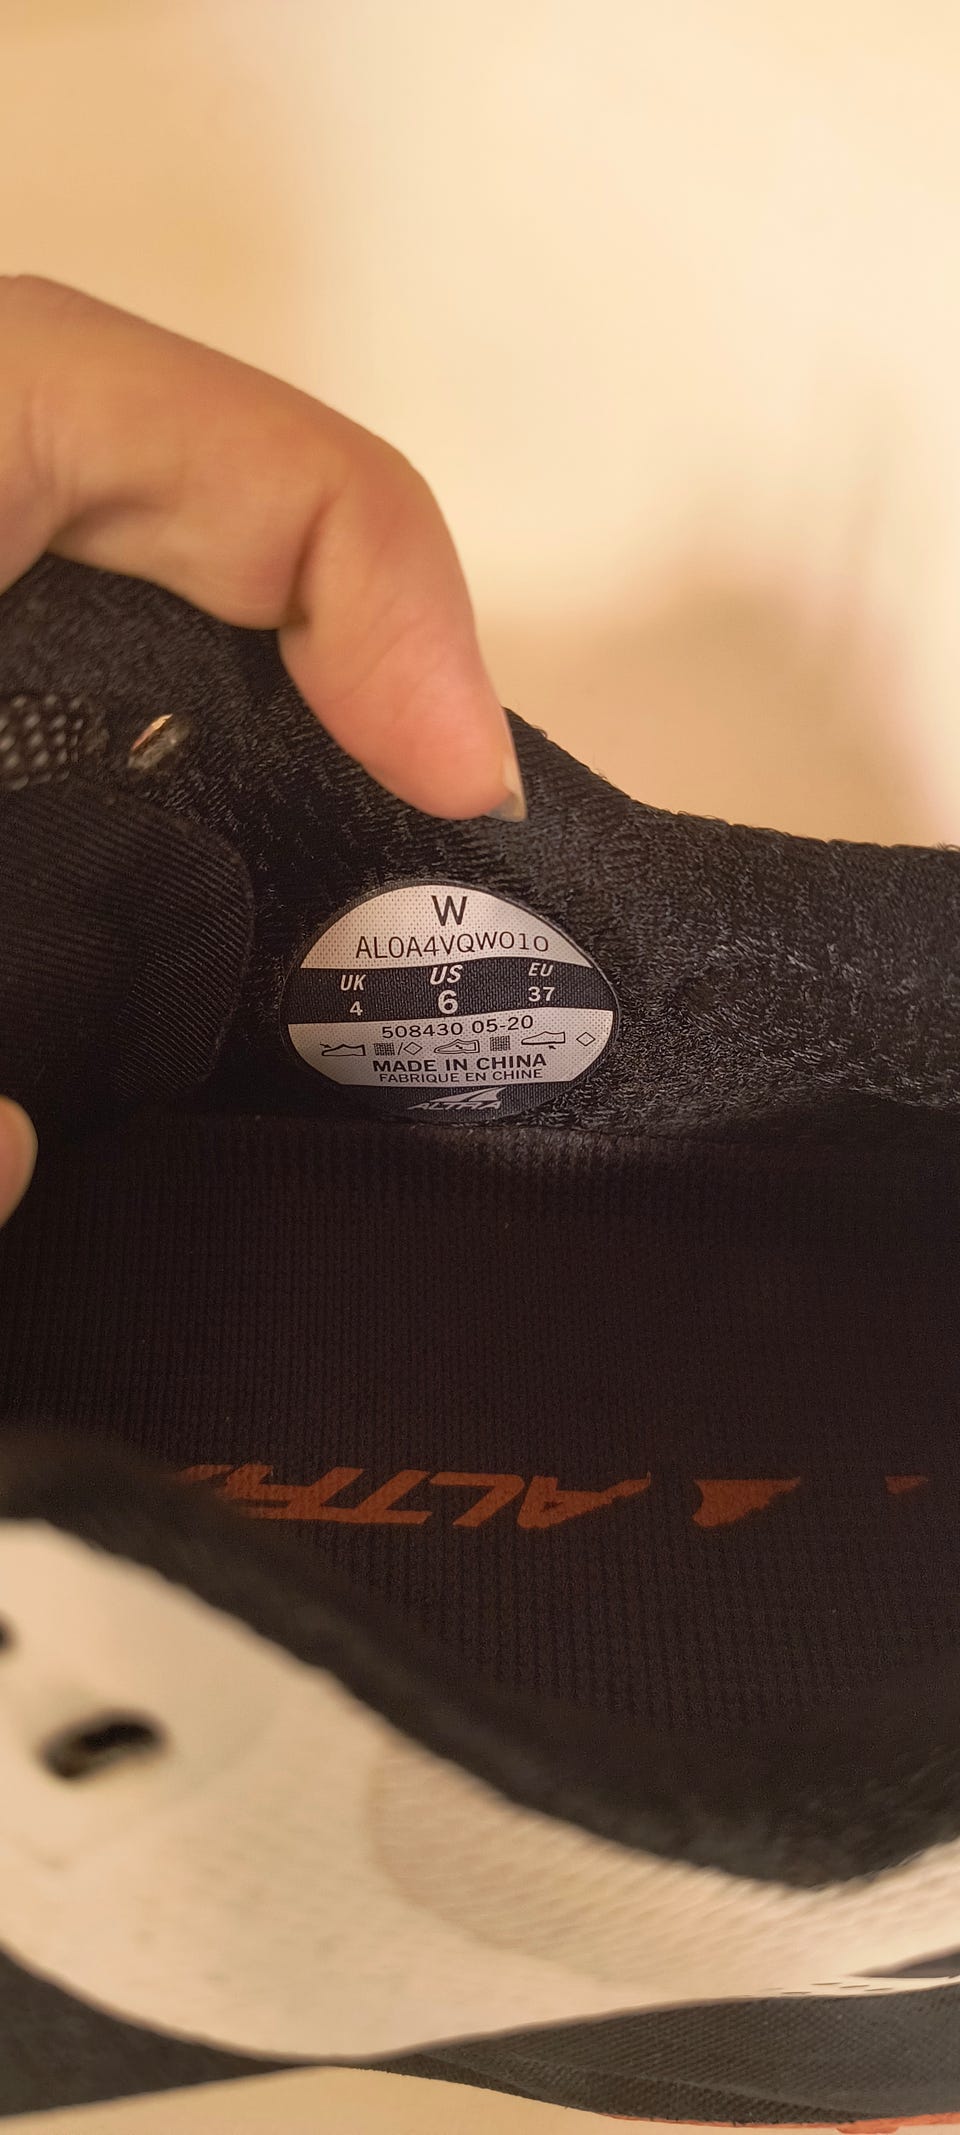 W
AL0A4VQW010
UK US EU
4 6 37
508430 05-20
MADE IN CHINA
FABRIQUE EN CHINE
ALTRA
ALTRA